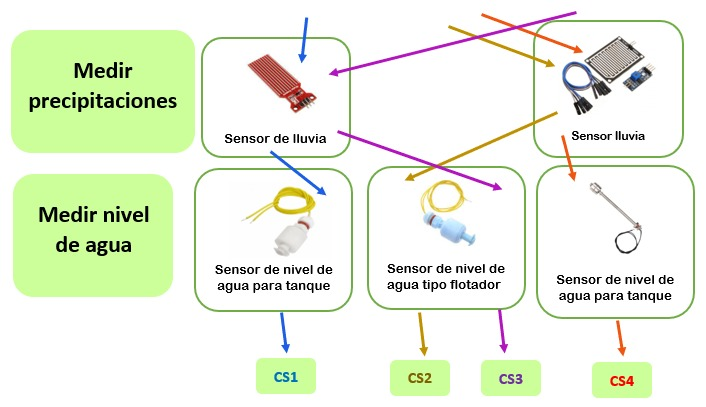 Medir
precipitaciones
Sensor de lluvia
Sensor lluvia
Medir nivel
de agua
Sensor de nivel de
agua para tanque
Sensor de nivel de
agua tipo flotador
Sensor de nivel de
agua para tanque
CS1
CS2
CS3
CS4